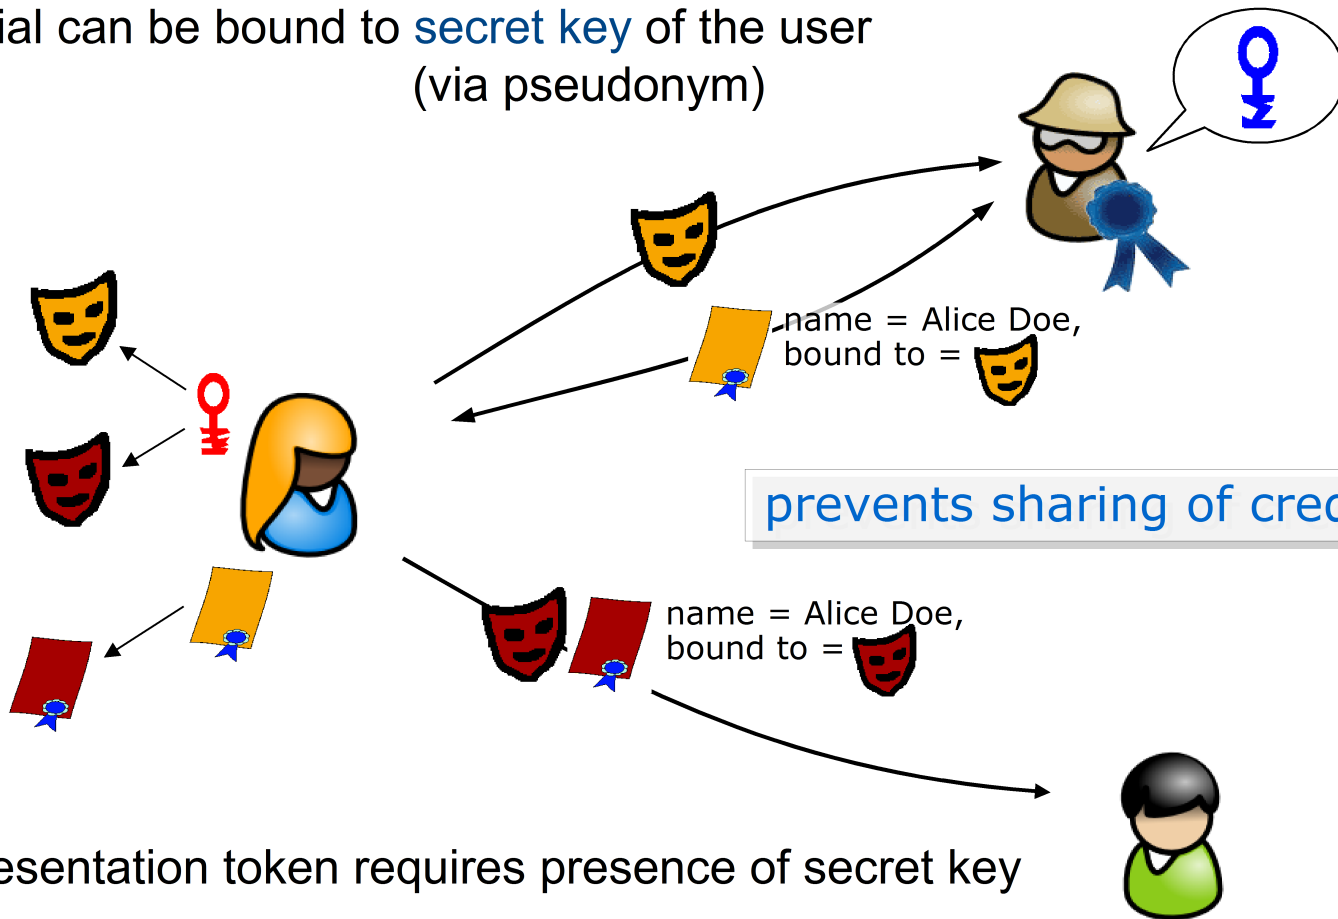 ial can be bound to secret key of the user
(via pseudonym)
name = Alice Doe,
bound to =
prevents sharing of cred
name = Alice Doe,
bound to =
esentation token requires presence of secret key